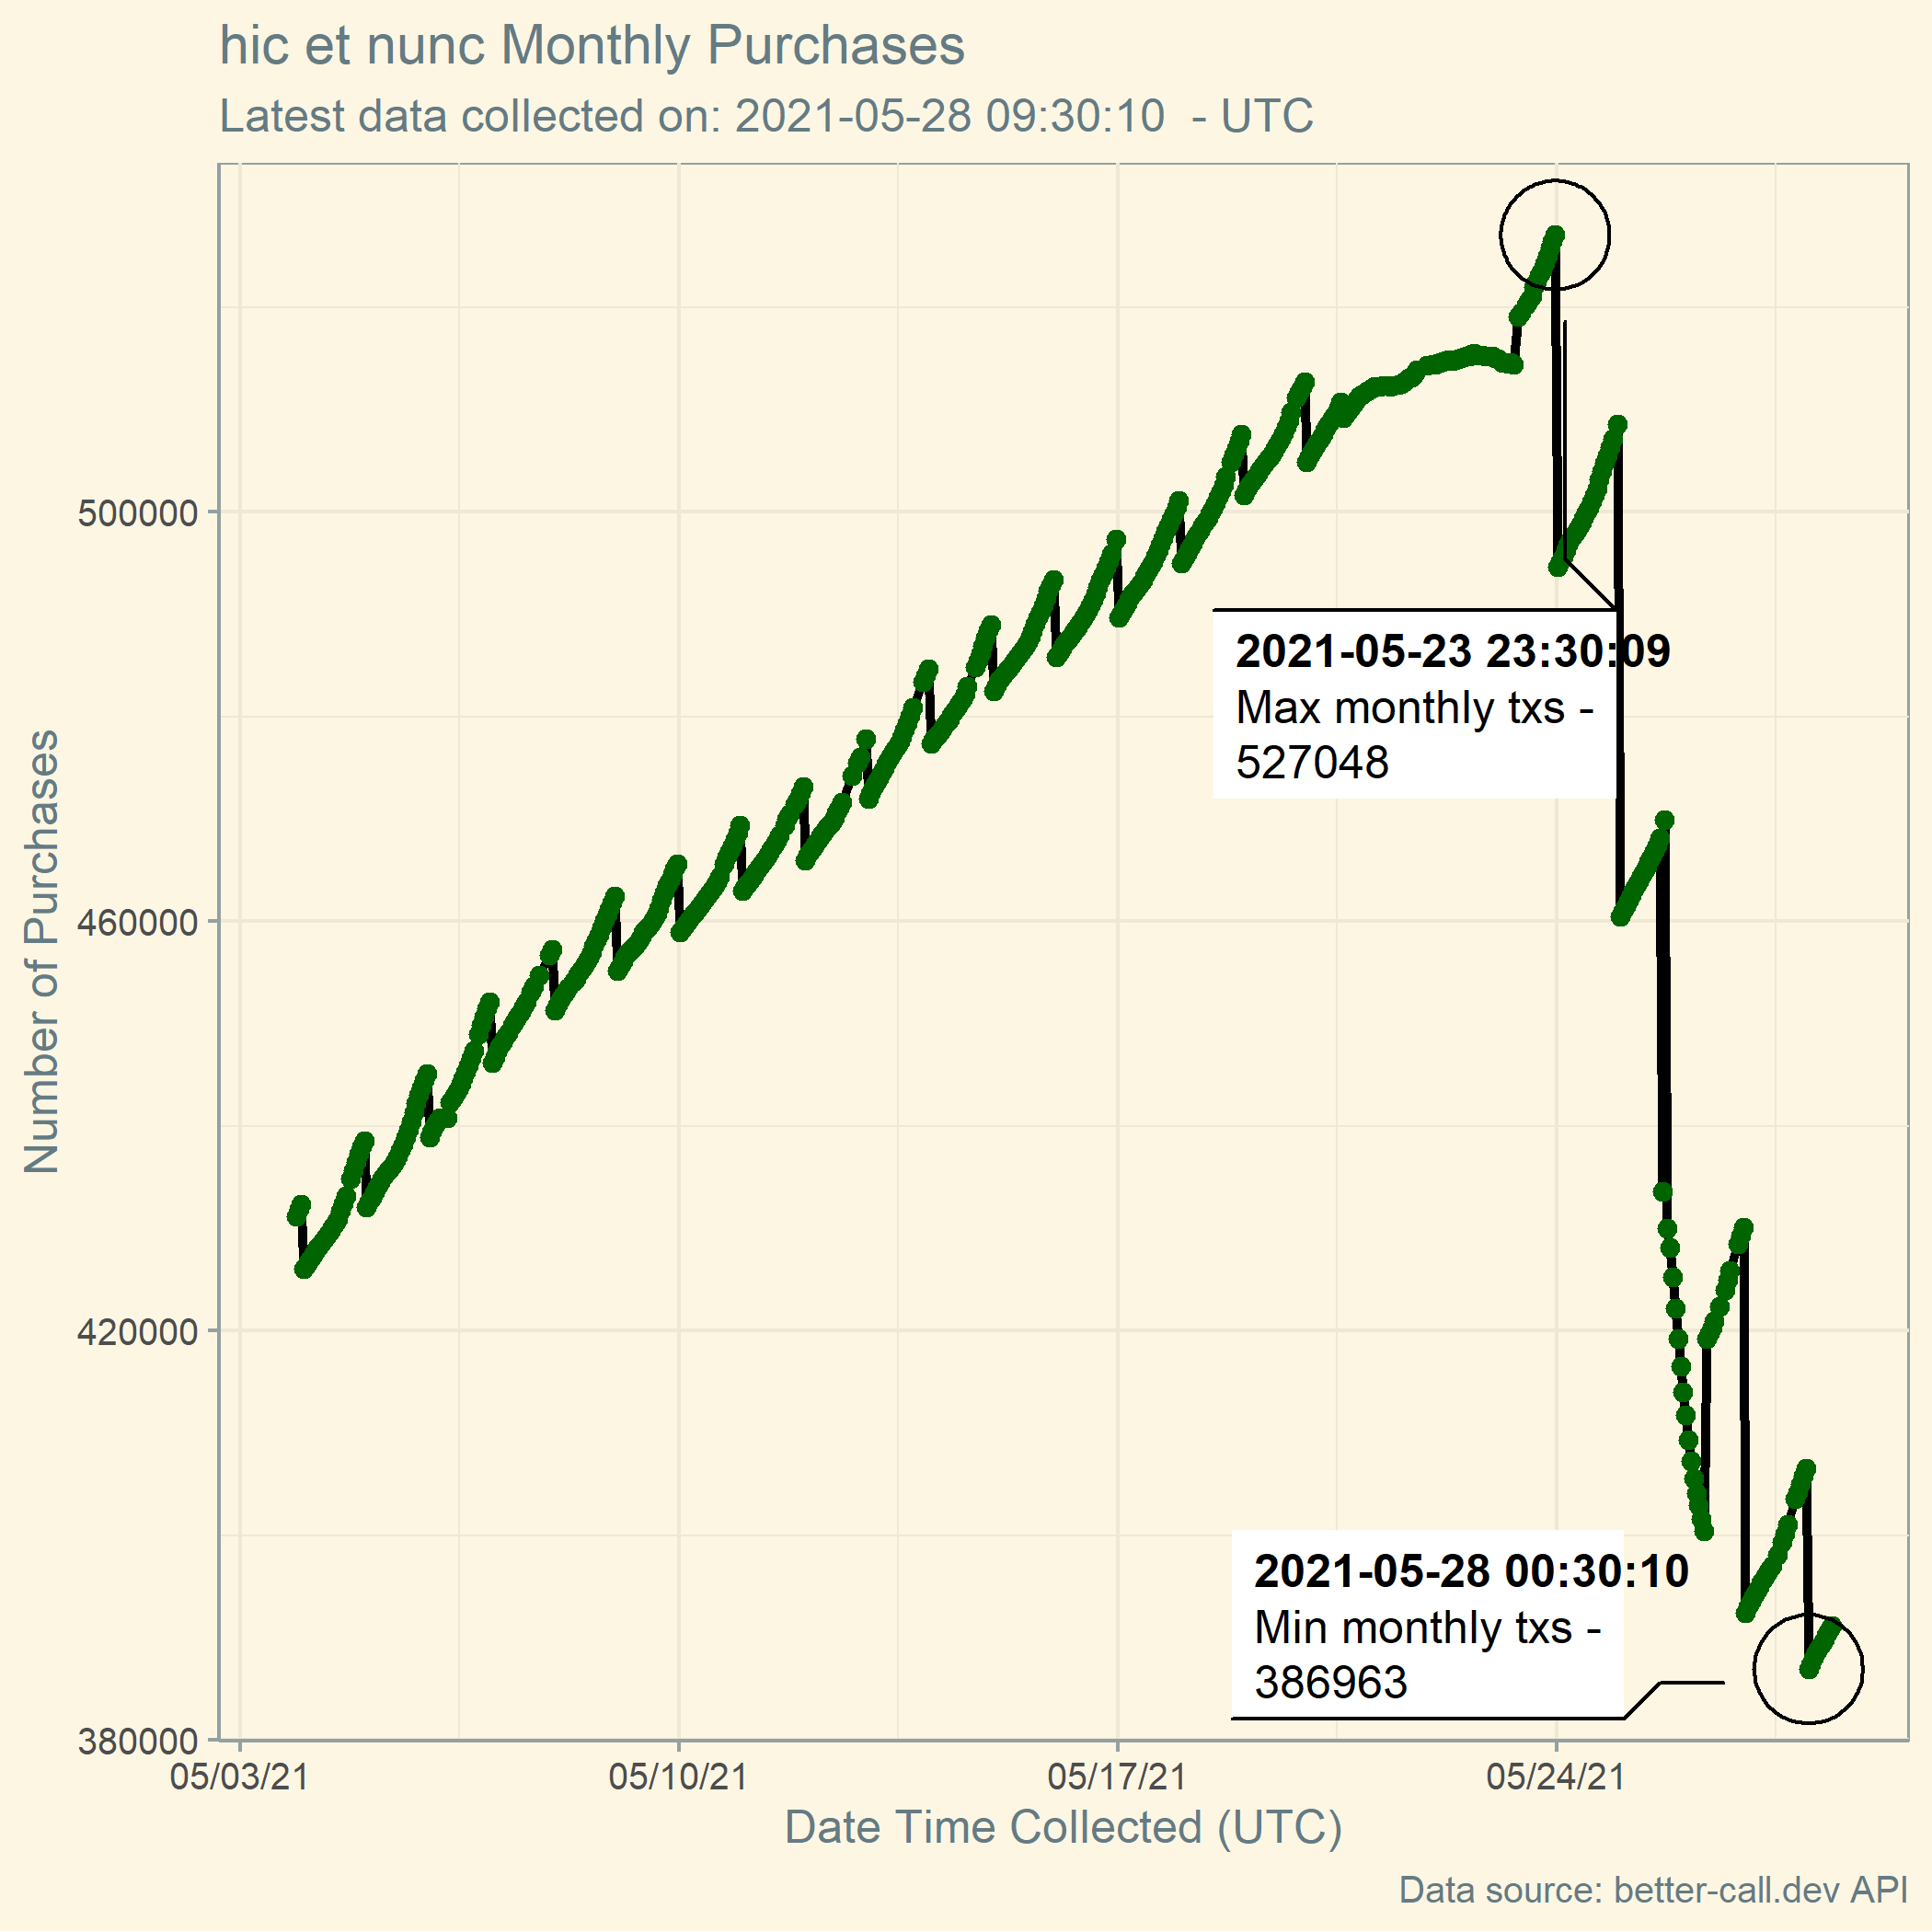 hic et nunc Monthly Purchases
Latest data collected on: 2021-05-28 09:30:10  - UTC
Number of Purchases
500000
460000
420000
380000
2021-05-23 23:30:09
Max monthly txs -
527048
2021-05-28 00:30:10
Min monthly txs -
386963
05/03/21
05/10/21
05/17/21
05/24/21
Date Time Collected (UTC)
Data source: better-call.dev API